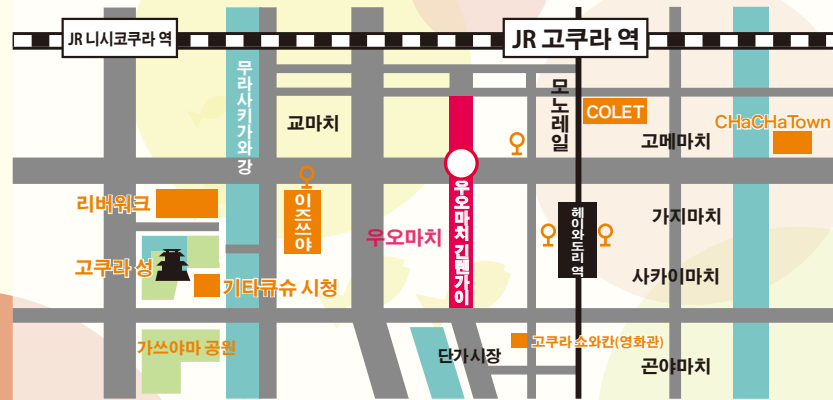 JR 니시코쿠라 역
JR 고쿠라 역
무라사키가와 강
교마치
모노레일
COLET
CHaCHaTown
고메마치
리버워크
이즈쓰야
우오마치
우오마치 긴텐가이
헤이와도리 역
가지마치
고쿠라 성
기타큐슈 시청
사카이마치
가쓰야마 공원
단가시장
고쿠라 쇼와칸(영화관)
곤야마치